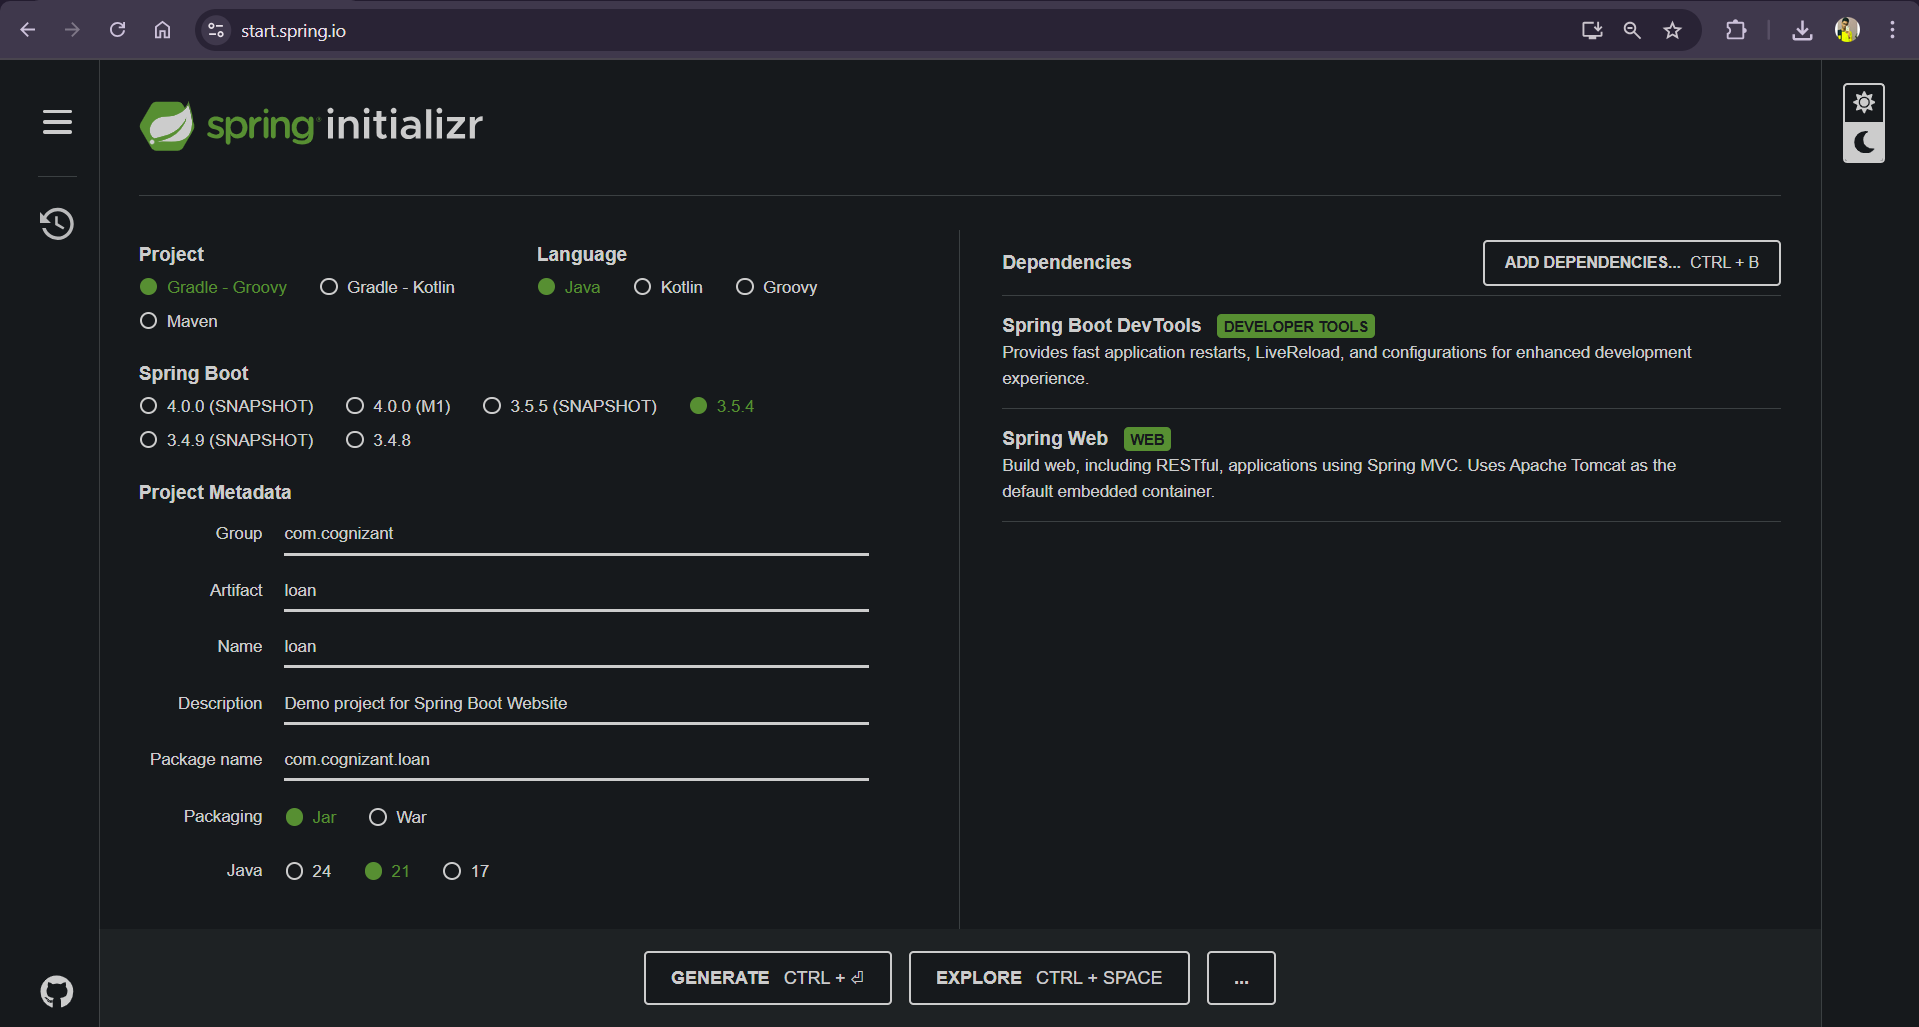 start.spring.io
spring initializr
Project
Gradle - Groovy Gradle - Kotlin
Maven
Language
Java Kotlin Groovy
Spring Boot
4.0.0 (SNAPSHOT) 4.0.0 (M1) 3.5.5 (SNAPSHOT) 3.5.4
3.4.9 (SNAPSHOT) 3.4.8
Project Metadata
Group com.cognizant
Artifact loan
Name loan
Description Demo project for Spring Boot Website
Package name com.cognizant.loan
Packaging Jar War
Java 24 21 17
Dependencies ADD DEPENDENCIES... CTRL + B
Spring Boot DevTools DEVELOPER TOOLS
Provides fast application restarts, LiveReload, and configurations for enhanced development
experience.
Spring Web WEB
Build web, including RESTful, applications using Spring MVC. Uses Apache Tomcat as the
default embedded container.
GENERATE CTRL + ⏎ EXPLORE CTRL + SPACE ...